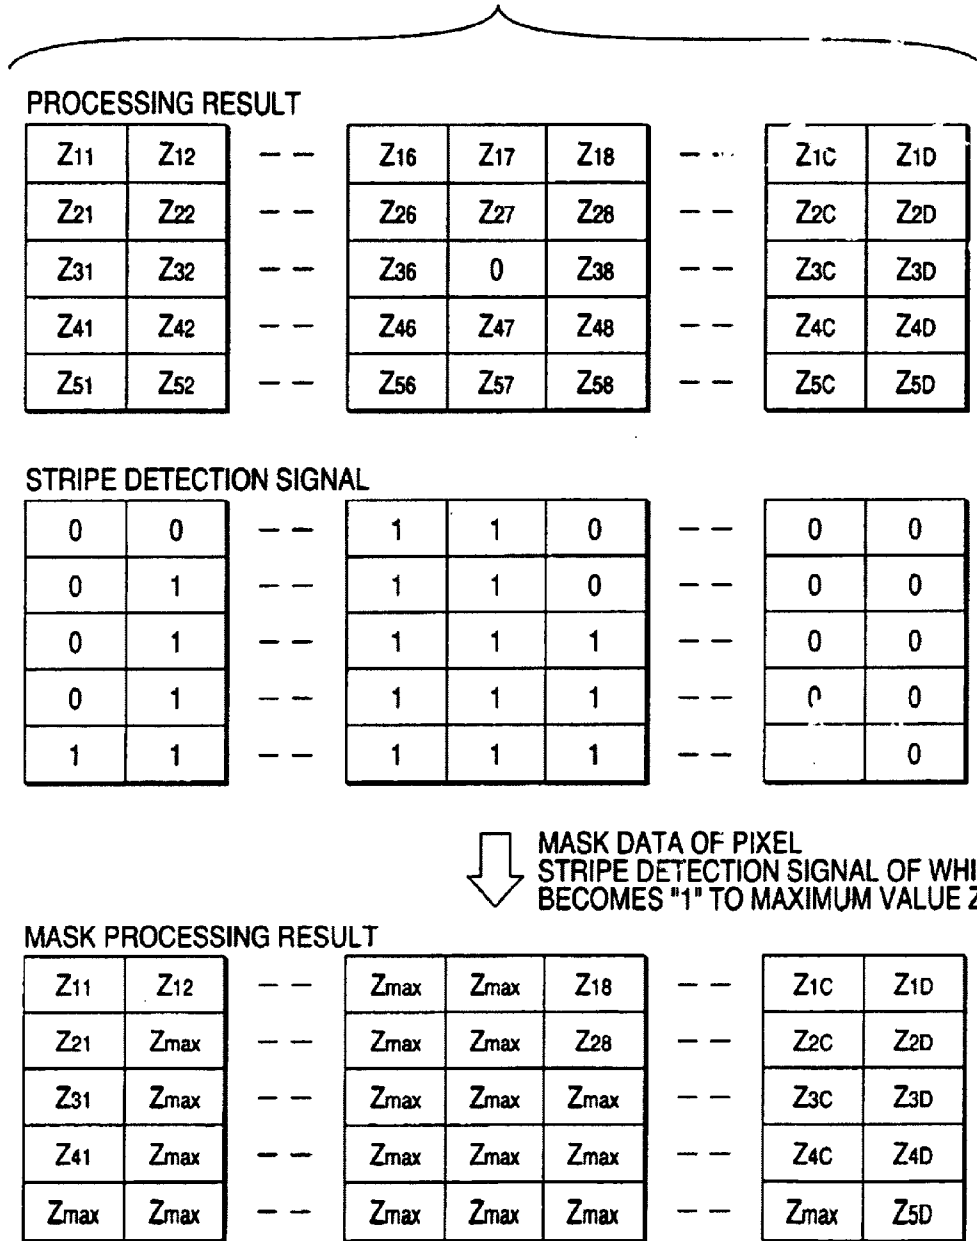 PROCESSING RESULT
Z11 Z12 -- Z16 Z17 Z18 -- Z1C Z1D
Z21 Z22 -- Z26 Z27 Z28 -- Z2C Z2D
Z31 Z32 -- Z36 0 Z38 -- Z3C Z3D
Z41 Z42 -- Z46 Z47 Z48 -- Z4C Z4D
Z51 Z52 -- Z56 Z57 Z58 -- Z5C Z5D
STRIPE DETECTION SIGNAL
0 0 -- 1 1 0 -- 0 0
0 1 -- 1 1 0 -- 0 0
0 1 -- 1 1 1 -- 0 0
0 1 -- 1 1 1 -- 0 0
1 1 -- 1 1 1 -- 0
MASK DATA OF PIXEL
STRIPE DETECTION SIGNAL OF WHI
BECOMES "1" TO MAXIMUM VALUE Z
MASK PROCESSING RESULT
Z11 Z12 -- Zmax Zmax Z18 -- Z1C Z1D
Z21 Zmax -- Zmax Zmax Z28 -- Z2C Z2D
Z31 Zmax -- Zmax Zmax Zmax -- Z3C Z3D
Z41 Zmax -- Zmax Zmax Zmax -- Z4C Z4D
Zmax Zmax -- Zmax Zmax Zmax -- Zmax Z5D